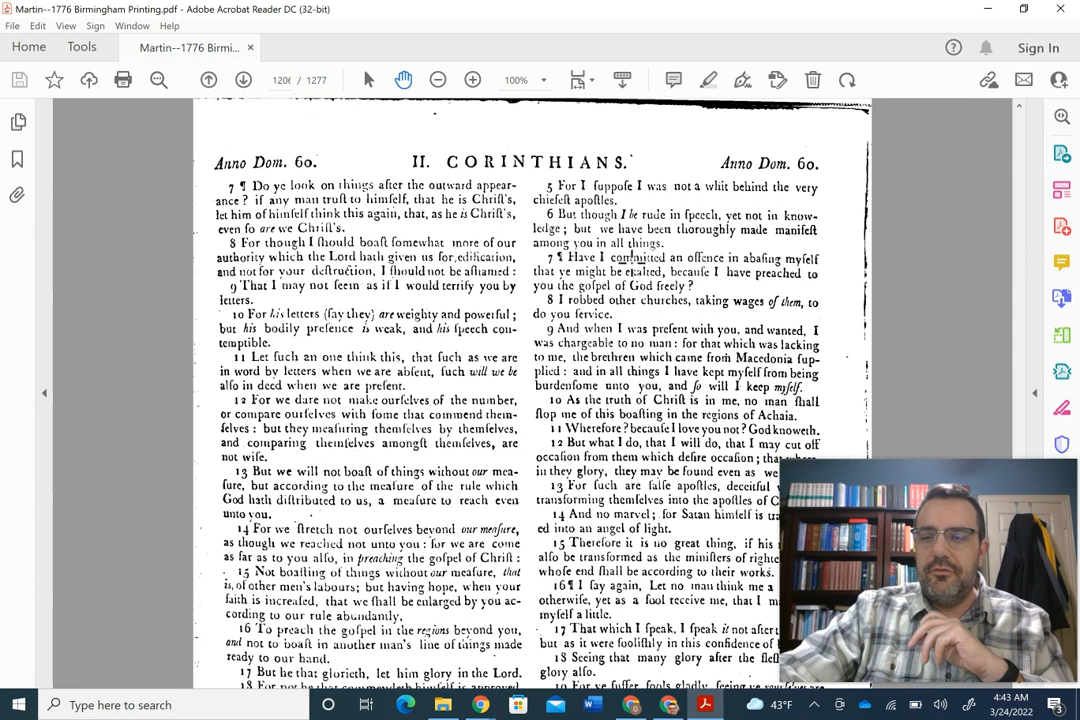 Martin--1776 Birmingham Printing.pdf - Adobe Acrobat Reader DC (32-bit)
File Edit View Sign Window Help
Home Tools Martin--1776 Birmi... × Sign In
1206 / 1277 100%
Anno Dom. 60. II. CORINTHIANS. Anno Dom. 60.
7 ¶ Do ye look on things after the outward appear-
ance? if any man truſt to himſelf, that he is Chriſt's,
let him of himſelf think this again, that, as he is Chriſt's,
even ſo are we Chriſt's.
8 For though I ſhould boaſt ſomewhat more of our
authority which the Lord hath given us for edification,
and not for your deſtruction, I ſhould not be aſhamed:
9 That I may not ſeem as if I would terrify you by
letters.
10 For his letters (ſay they) are weighty and powerful;
but his bodily preſence is weak, and his ſpeech con-
temptible.
11 Let ſuch an one think this, that ſuch as we are
in word by letters when we are abſent, ſuch will we be
alſo in deed when we are preſent.
12 For we dare not make ourſelves of the number,
or compare ourſelves with ſome that commend them-
ſelves: but they meaſuring themſelves by themſelves,
and comparing themſelves amongſt themſelves, are
not wiſe.
13 But we will not boaſt of things without our mea-
ſure, but according to the meaſure of the rule which
God hath diſtributed to us, a meaſure to reach even
unto you.
14 For we ſtretch not ourſelves beyond our meaſure,
as though we reached not unto you: for we are come
as far as to you alſo, in preaching the goſpel of Chriſt:
15 Not boaſting of things without our meaſure, that
is, of other men's labours; but having hope, when your
faith is increaſed, that we ſhall be enlarged by you ac-
cording to our rule abundantly,
16 To preach the goſpel in the regions beyond you,
and not to boaſt in another man's line of things made
ready to our hand.
17 But he that glorieth, let him glory in the Lord.
18 For not he that commendeth himſelf is approved
5 For I ſuppoſe I was not a whit behind the very
chiefeſt apoſtles.
6 But though I be rude in ſpeech, yet not in know-
ledge; but we have been thoroughly made manifeſt
among you in all things.
7 ¶ Have I committed an offence in abaſing myſelf
that ye might be exalted, becauſe I have preached to
you the goſpel of God freely?
8 I robbed other churches, taking wages of them, to
do you ſervice.
9 And when I was preſent with you, and wanted, I
was chargeable to no man: for that which was lacking
to me, the brethren which came from Macedonia ſup-
plied: and in all things I have kept myſelf from being
burdenſome unto you, and ſo will I keep myſelf.
10 As the truth of Chriſt is in me, no man ſhall
ſtop me of this boaſting in the regions of Achaia.
11 Wherefore? becauſe I love you not? God knoweth.
12 But what I do, that I will do, that I may cut off
occaſion from them which deſire occaſion; that where-
in they glory, they may be found even as we
13 For ſuch are falſe apoſtles, deceitful
transforming themſelves into the apoſtles of C
14 And no marvel; for Satan himſelf is tra
ed into an angel of light.
15 Therefore it is no great thing, if his
alſo be transformed as the miniſters of righte
whoſe end ſhall be according to their works.
16 ¶ I ſay again, Let no man think me a
otherwiſe, yet as a fool receive me, that I m
myſelf a little.
17 That which I ſpeak, I ſpeak it not after t
but as it were fooliſhly in this confidence of
18 Seeing that many glory after the fleſ
glory alſo.
19 For ye ſuffer fools gladly, ſeeing ye yourſelves are
Type here to search
43°F
4:43 AM
3/24/2022
3